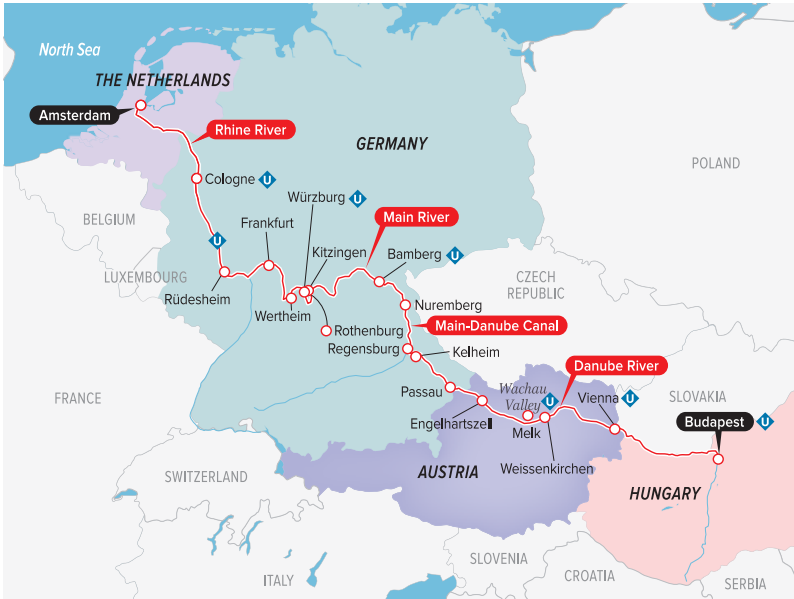 North Sea
THE NETHERLANDS
Amsterdam
Rhine River
GERMANY
POLAND
Cologne U
Würzburg U
BELGIUM
Frankfurt
Main River
U
Kitzingen
Bamberg U
LUXEMBOURG
CZECH
REPUBLIC
Rüdesheim
Wertheim
Nuremberg
Rothenburg
Main-Danube Canal
Regensburg
Kelheim
Danube River
FRANCE
Passau
Wachau
Valley U
Vienna U
SLOVAKIA
Engelhartszell
Melk
Budapest U
SWITZERLAND
AUSTRIA
Weissenkirchen
HUNGARY
SLOVENIA
ITALY
CROATIA
SERBIA